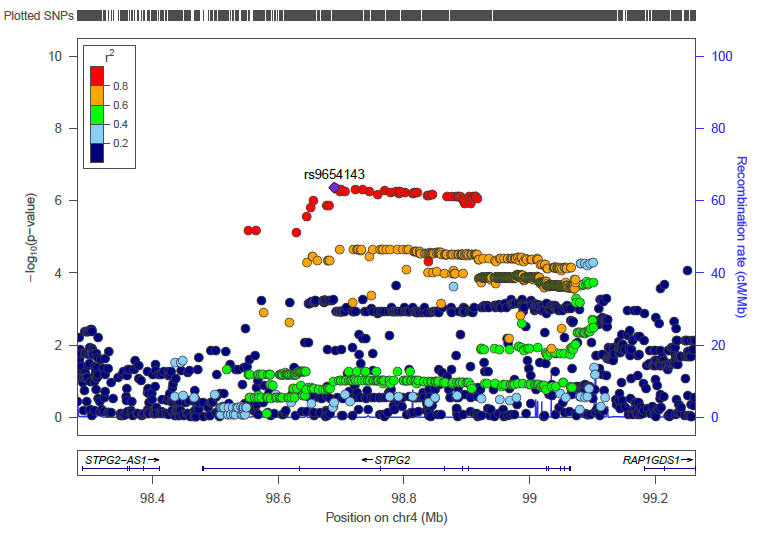 Plotted SNPs
r2
0.8
0.6
0.4
0.2
rs9654143
10
8
6
4
2
0
−log10(p−value)
100
80
60
40
20
0
Recombination rate (cM/Mb)
STPG2−AS1→
←STPG2
RAP1GDS1→
98.4 98.6 98.8 99 99.2
Position on chr4 (Mb)